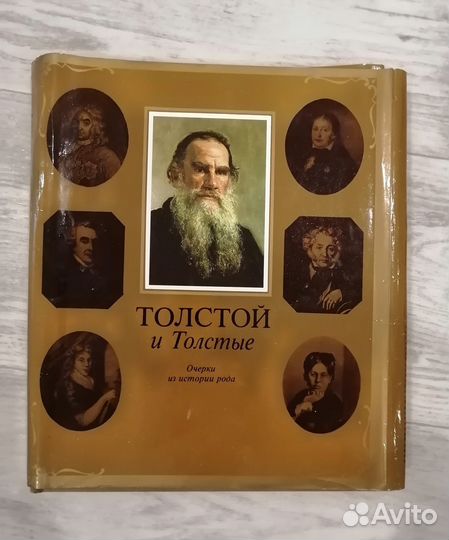 ТОЛСТОЙ
и Толстые
Очерки
из истории рода
Avito